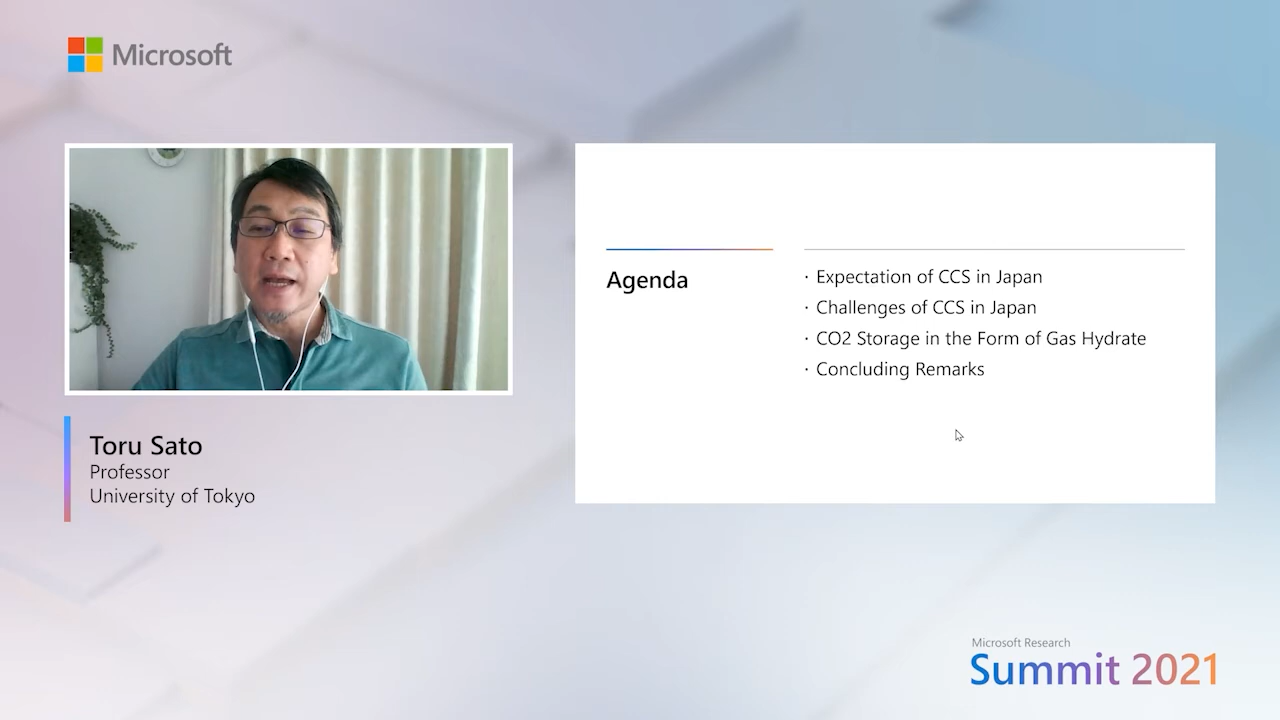 Microsoft
Toru Sato
Professor
University of Tokyo
Agenda
· Expectation of CCS in Japan
· Challenges of CCS in Japan
· CO2 Storage in the Form of Gas Hydrate
· Concluding Remarks
Microsoft Research
Summit 2021